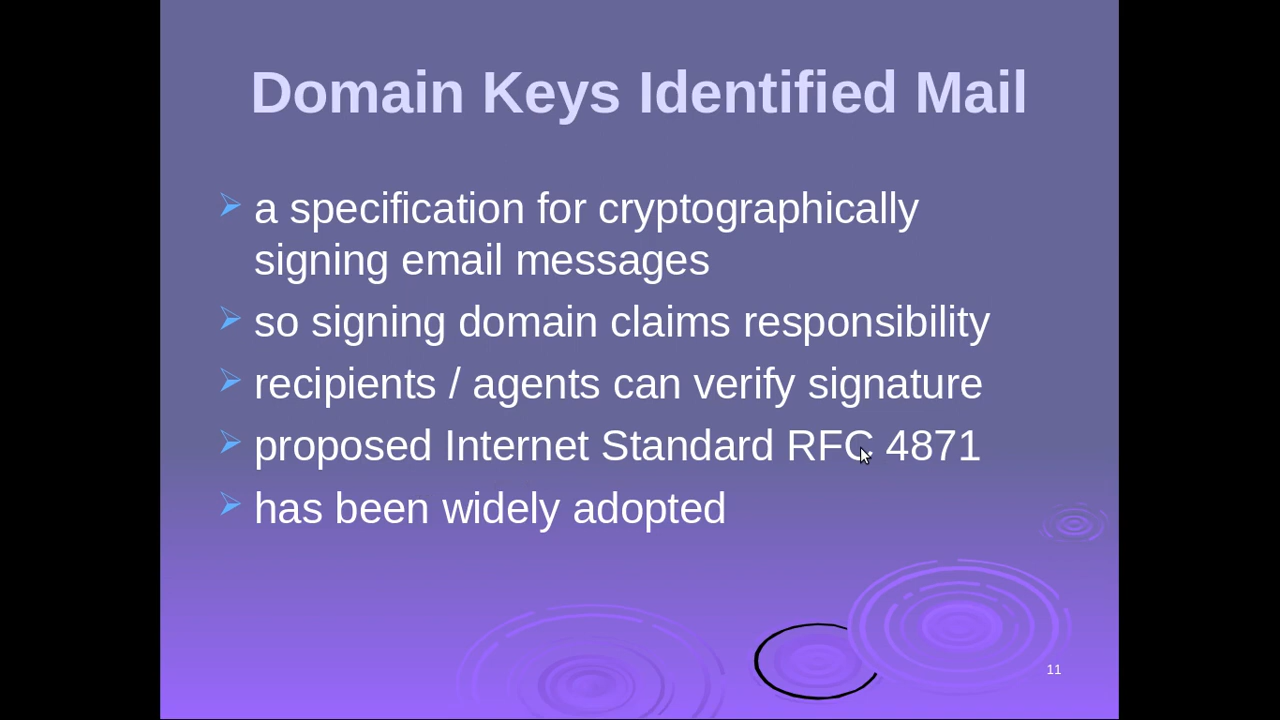 Domain Keys Identified Mail
a specification for cryptographically
signing email messages
so signing domain claims responsibility
recipients / agents can verify signature
proposed Internet Standard RFC 4871
has been widely adopted
11